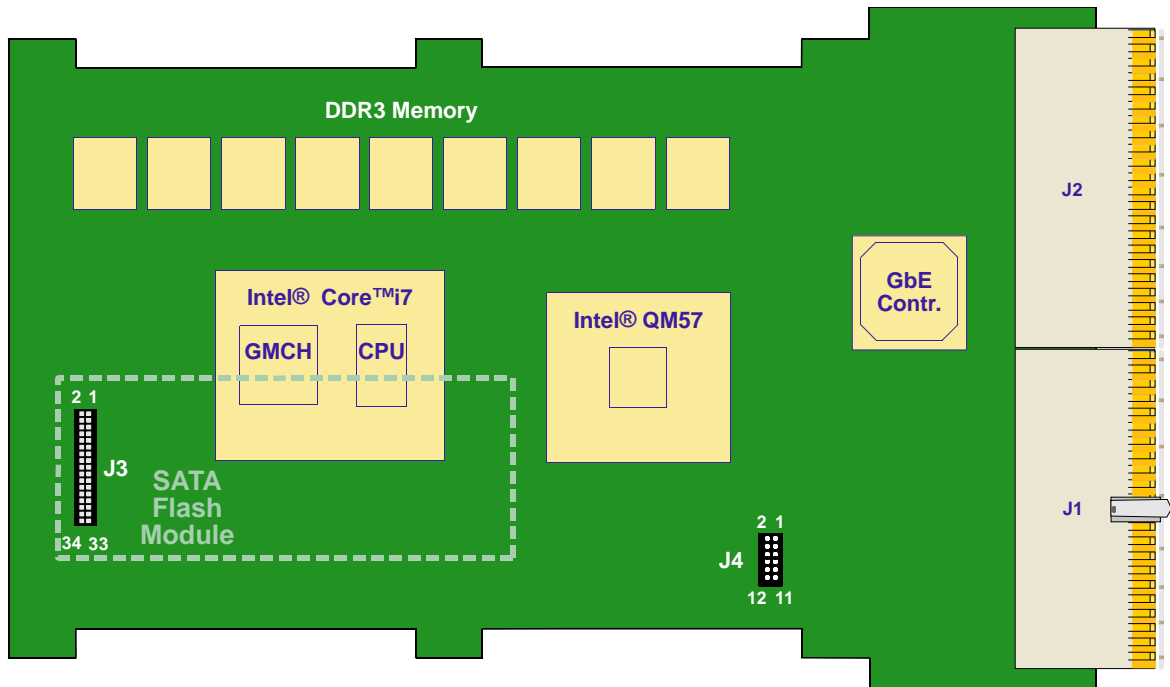 DDR3 Memory
J2
GbE
Contr.
Intel® Core™i7
GMCH
CPU
Intel® QM57
2 1
J3
SATA
Flash
Module
34 33
J1
2 1
J4
12 11